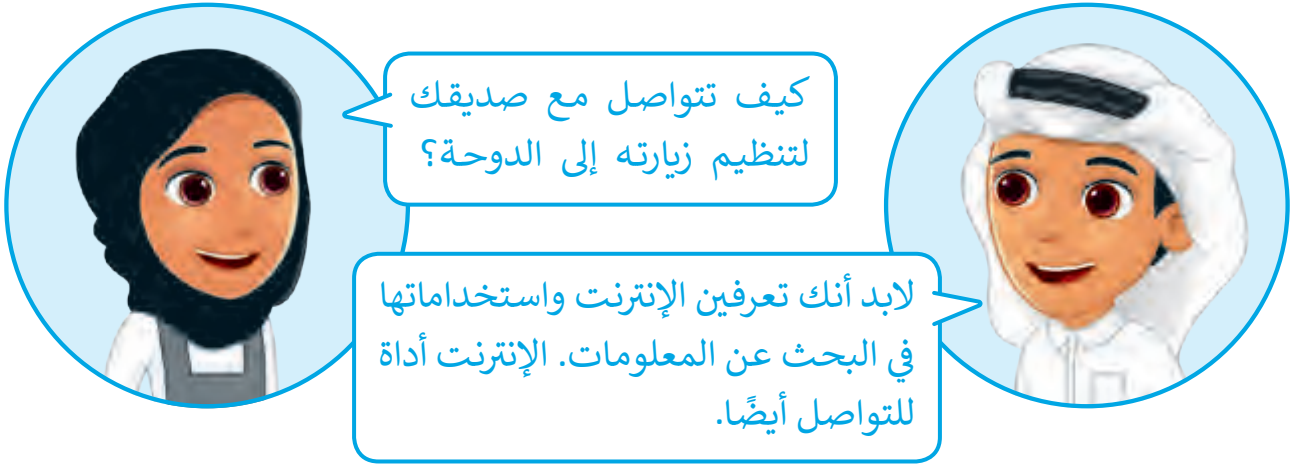 كيف تتواصل مع صديقك
لتنظيم زيارته إلى الدوحة؟
لابد أنك تعرفين الإنترنت واستخداماتها
في البحث عن المعلومات. الإنترنت أداة
للتواصل أيضًا.